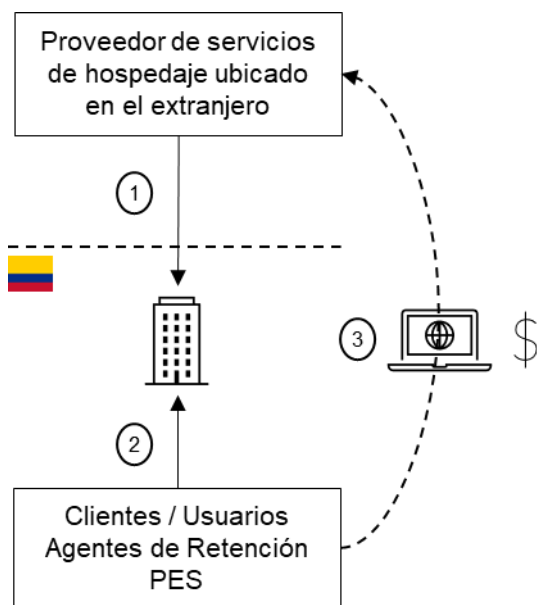 Proveedor de servicios
de hospedaje ubicado
en el extranjero
1
2
3
$
Clientes / Usuarios
Agentes de Retención
PES